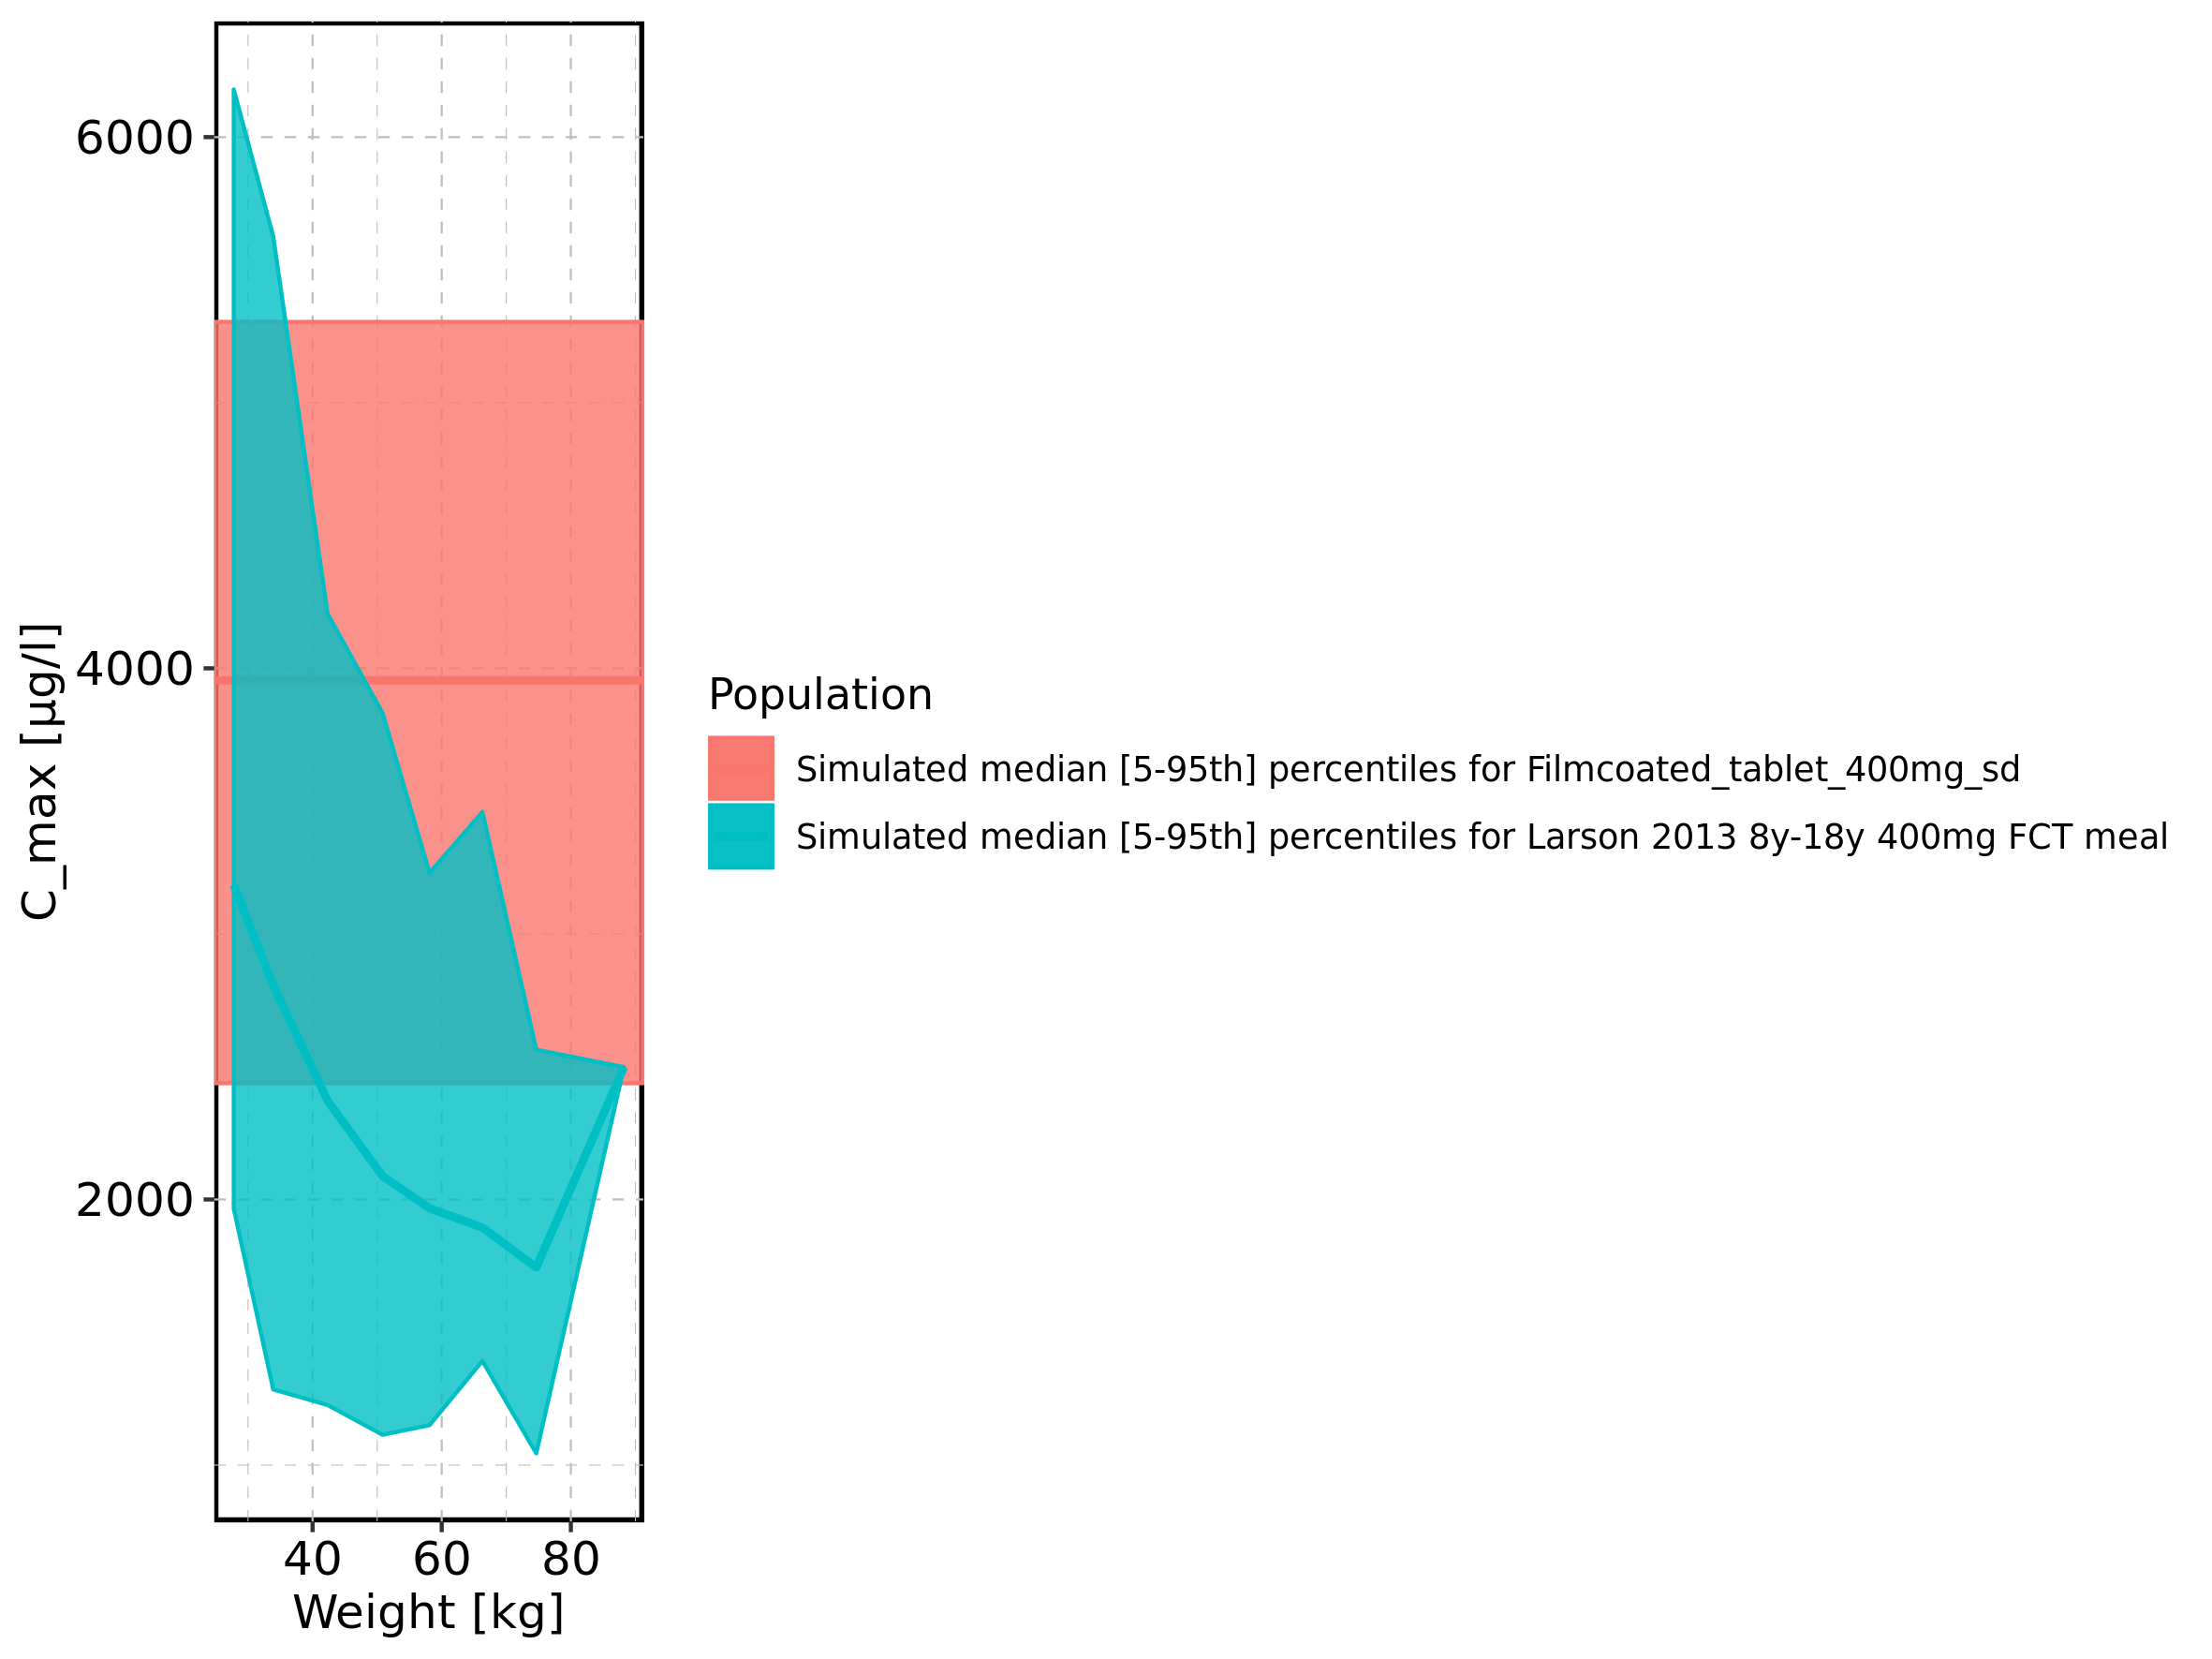 6000
4000
2000
C_max [µg/l]
40 60 80
Weight [kg]
Population
Simulated median [5-95th] percentiles for Filmcoated_tablet_400mg_sd
Simulated median [5-95th] percentiles for Larson 2013 8y-18y 400mg FCT meal